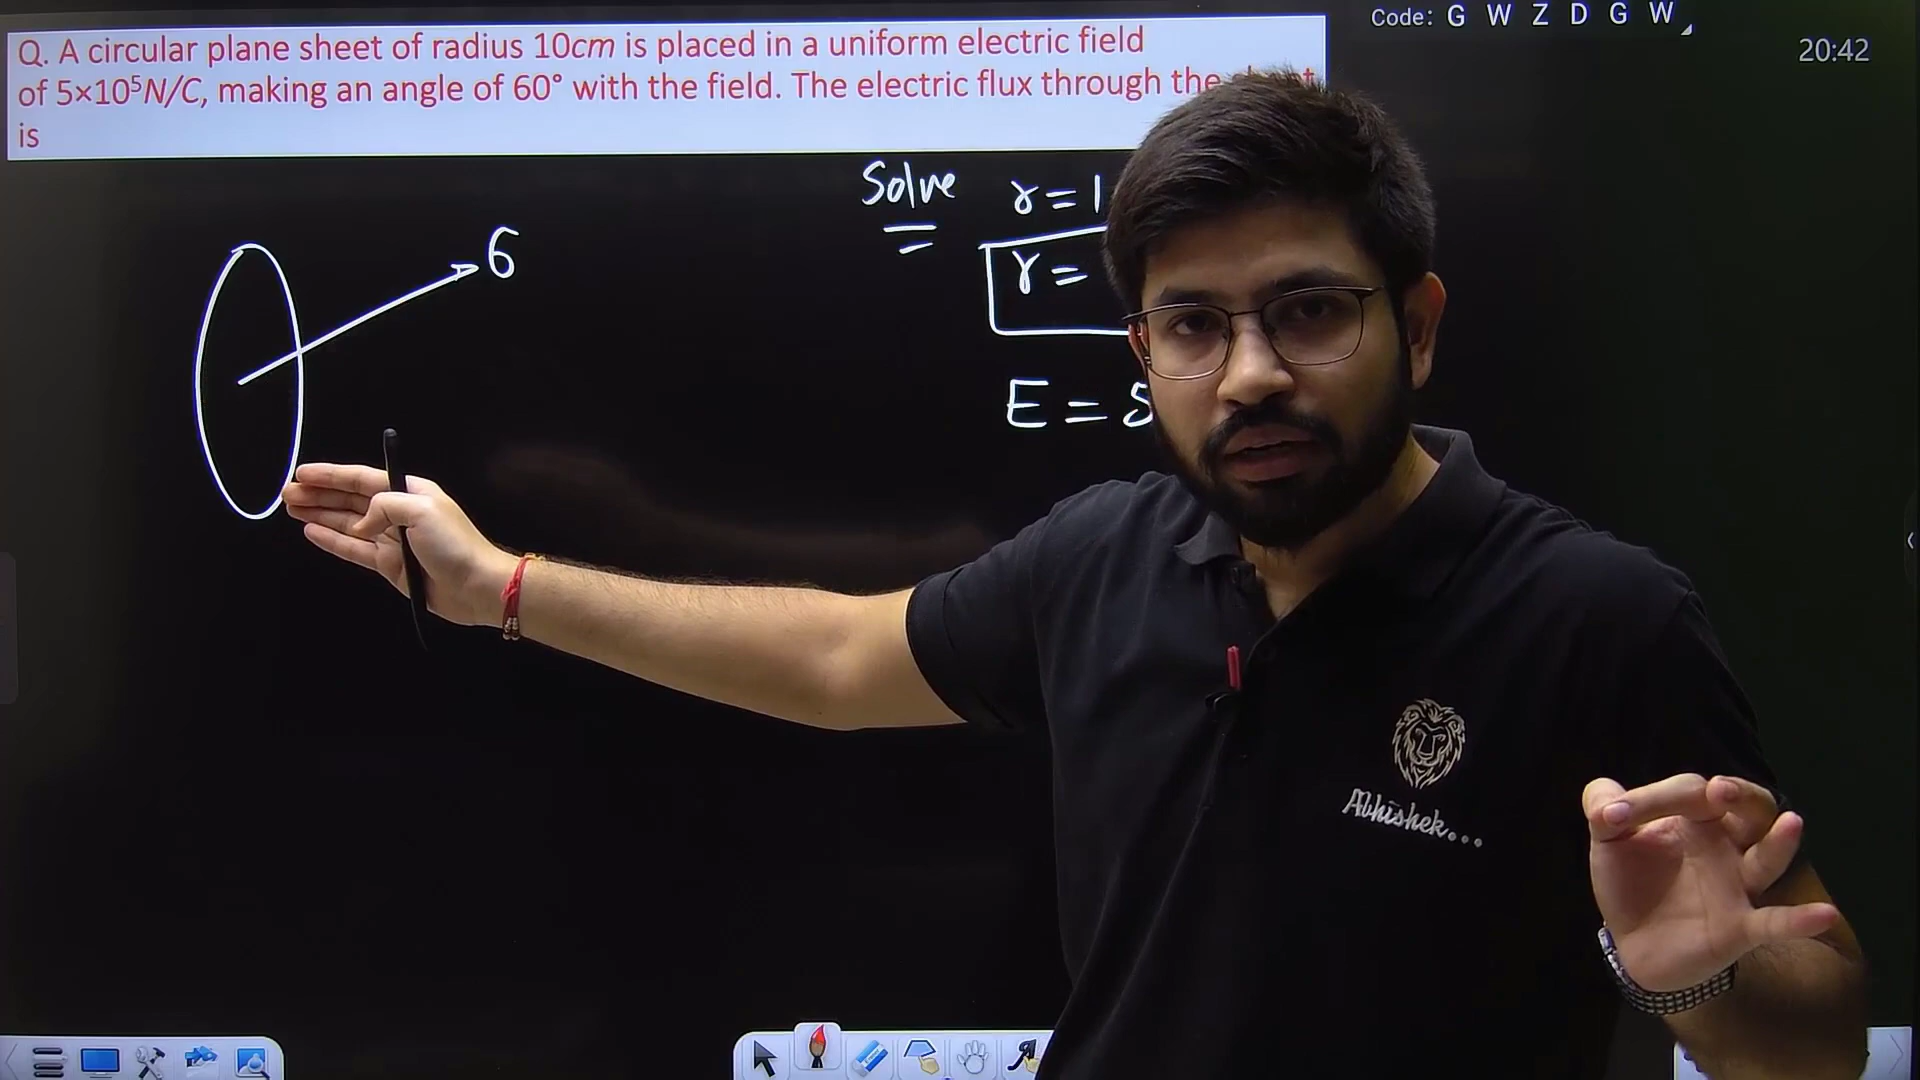 Code: G W Z D G W
20:42
Q. A circular plane sheet of radius 10cm is placed in a uniform electric field
of 5×10⁵N/C, making an angle of 60° with the field. The electric flux through the
is
Solve
r = 1
r =
6
E = 5
Abhishek...